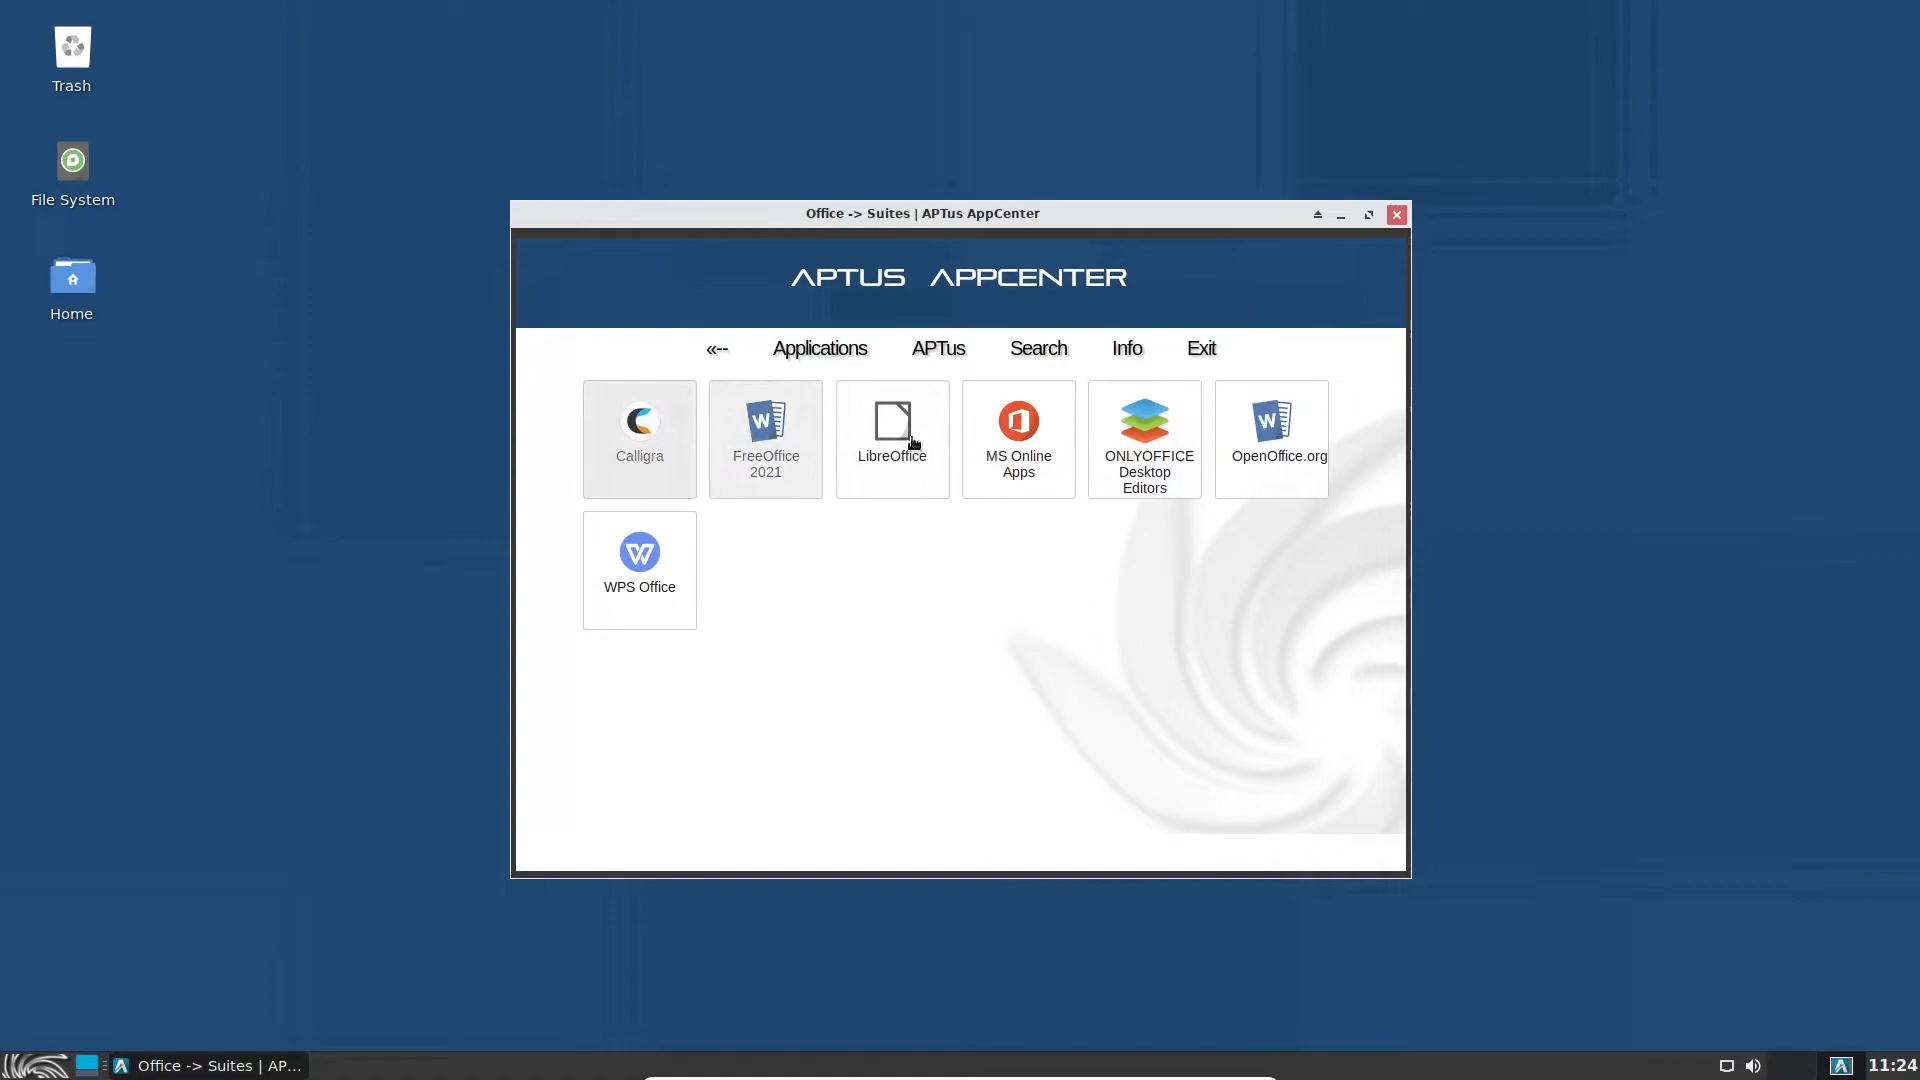 Trash
File System
Home
Office -> Suites | APTus AppCenter
APTUS APPCENTER
«-- Applications APTus Search Info Exit
Calligra
FreeOffice
2021
LibreOffice
MS Online
Apps
ONLYOFFICE
Desktop
Editors
OpenOffice.org
WPS Office
Office -> Suites | AP...
11:24